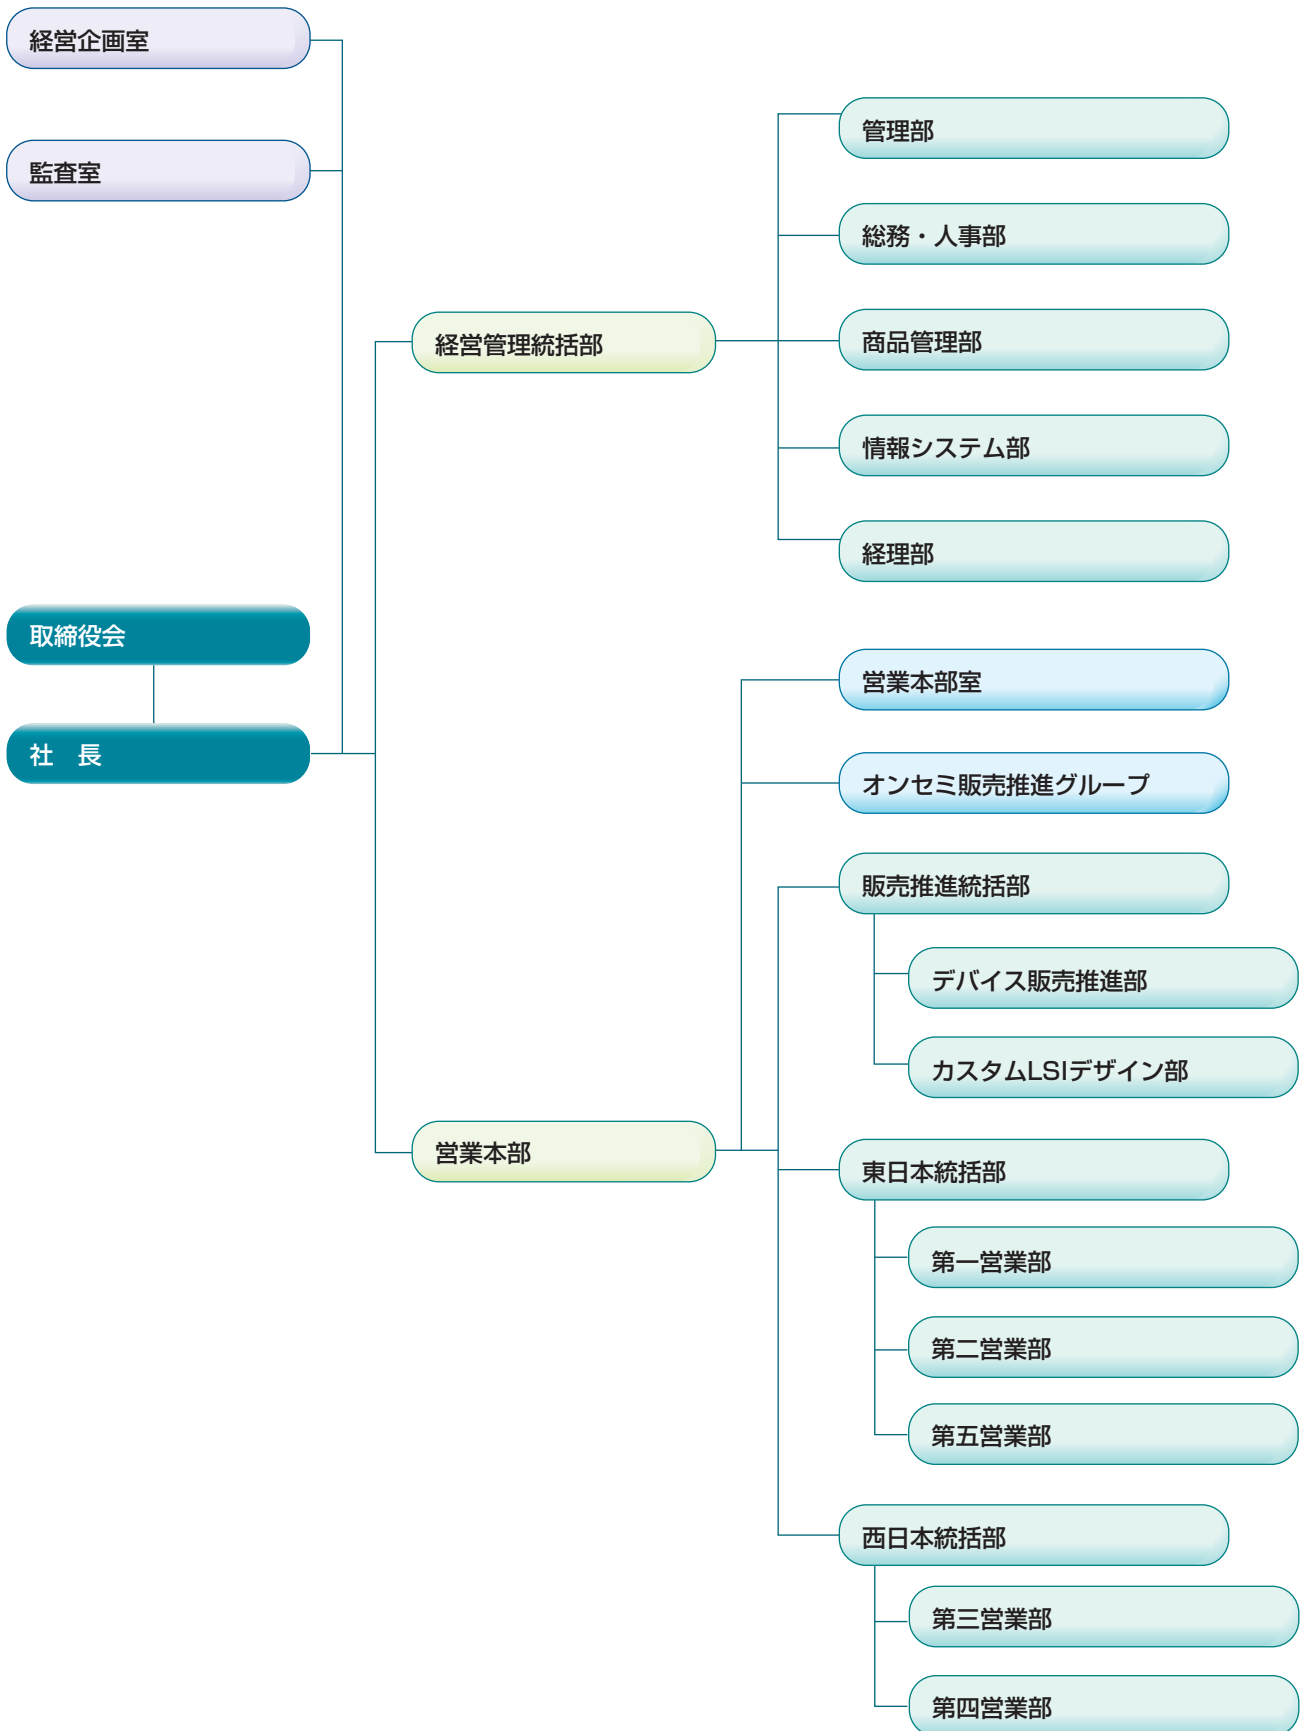 経営企画室
監査室
取締役会
社　長
経営管理統括部
管理部
総務・人事部
商品管理部
情報システム部
経理部
営業本部
営業本部室
オンセミ販売推進グループ
販売推進統括部
デバイス販売推進部
カスタムLSIデザイン部
東日本統括部
第一営業部
第二営業部
第五営業部
西日本統括部
第三営業部
第四営業部